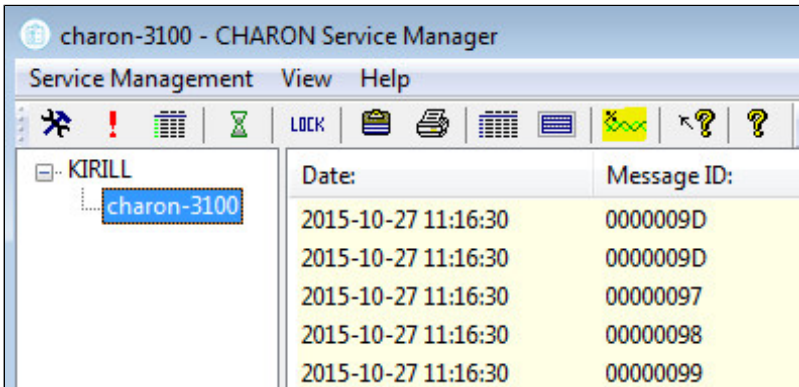 charon-3100 - CHARON Service Manager
Service Management View Help
LOCK
KIRILL
charon-3100
Date: Message ID:
2015-10-27 11:16:30 0000009D
2015-10-27 11:16:30 0000009D
2015-10-27 11:16:30 00000097
2015-10-27 11:16:30 00000098
2015-10-27 11:16:30 00000099